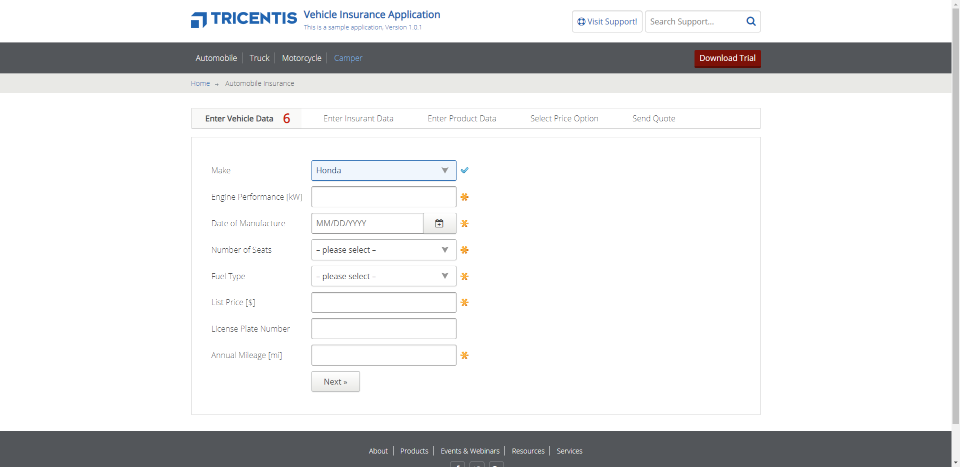 TRICENTIS Vehicle Insurance Application
This is a sample application. Version 1.0.1
Visit Support!
Search Support...
Automobile Truck Motorcycle Camper
Download Trial
Home → Automobile Insurance
Enter Vehicle Data 6 Enter Insurant Data Enter Product Data Select Price Option Send Quote
Make Honda
Engine Performance [kW]
Date of Manufacture MM/DD/YYYY
Number of Seats – please select –
Fuel Type – please select –
List Price [$]
License Plate Number
Annual Mileage [mi]
Next »
About Products Events & Webinars Resources Services